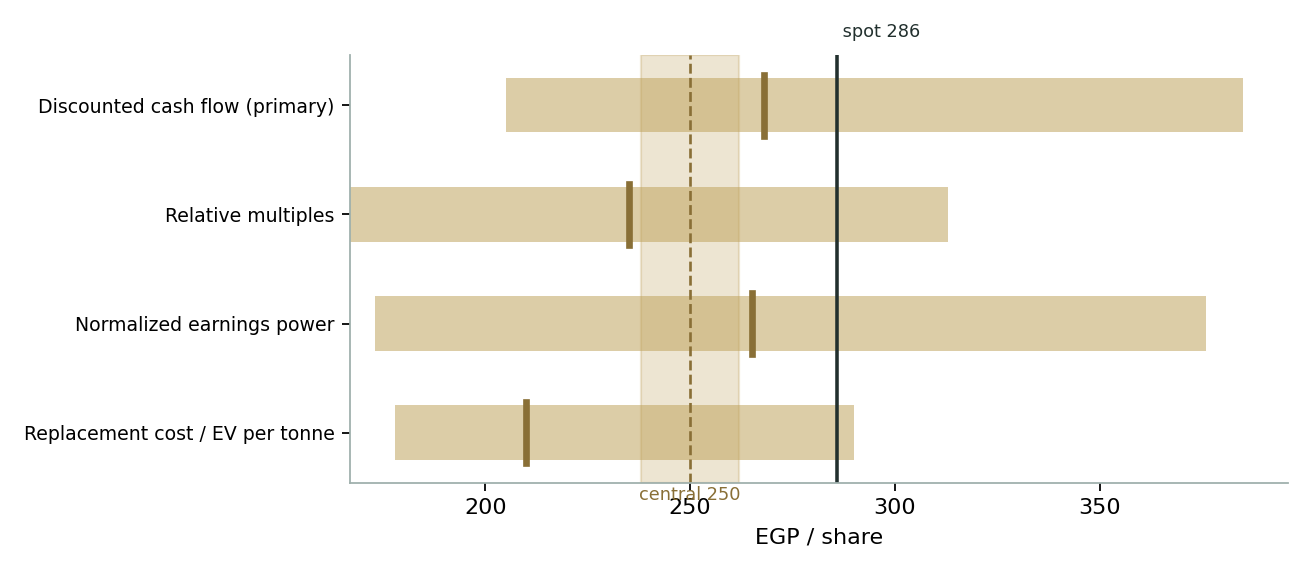 spot 286
Discounted cash flow (primary)
Relative multiples
Normalized earnings power
Replacement cost / EV per tonne
central 250
200 250 300 350
EGP / share